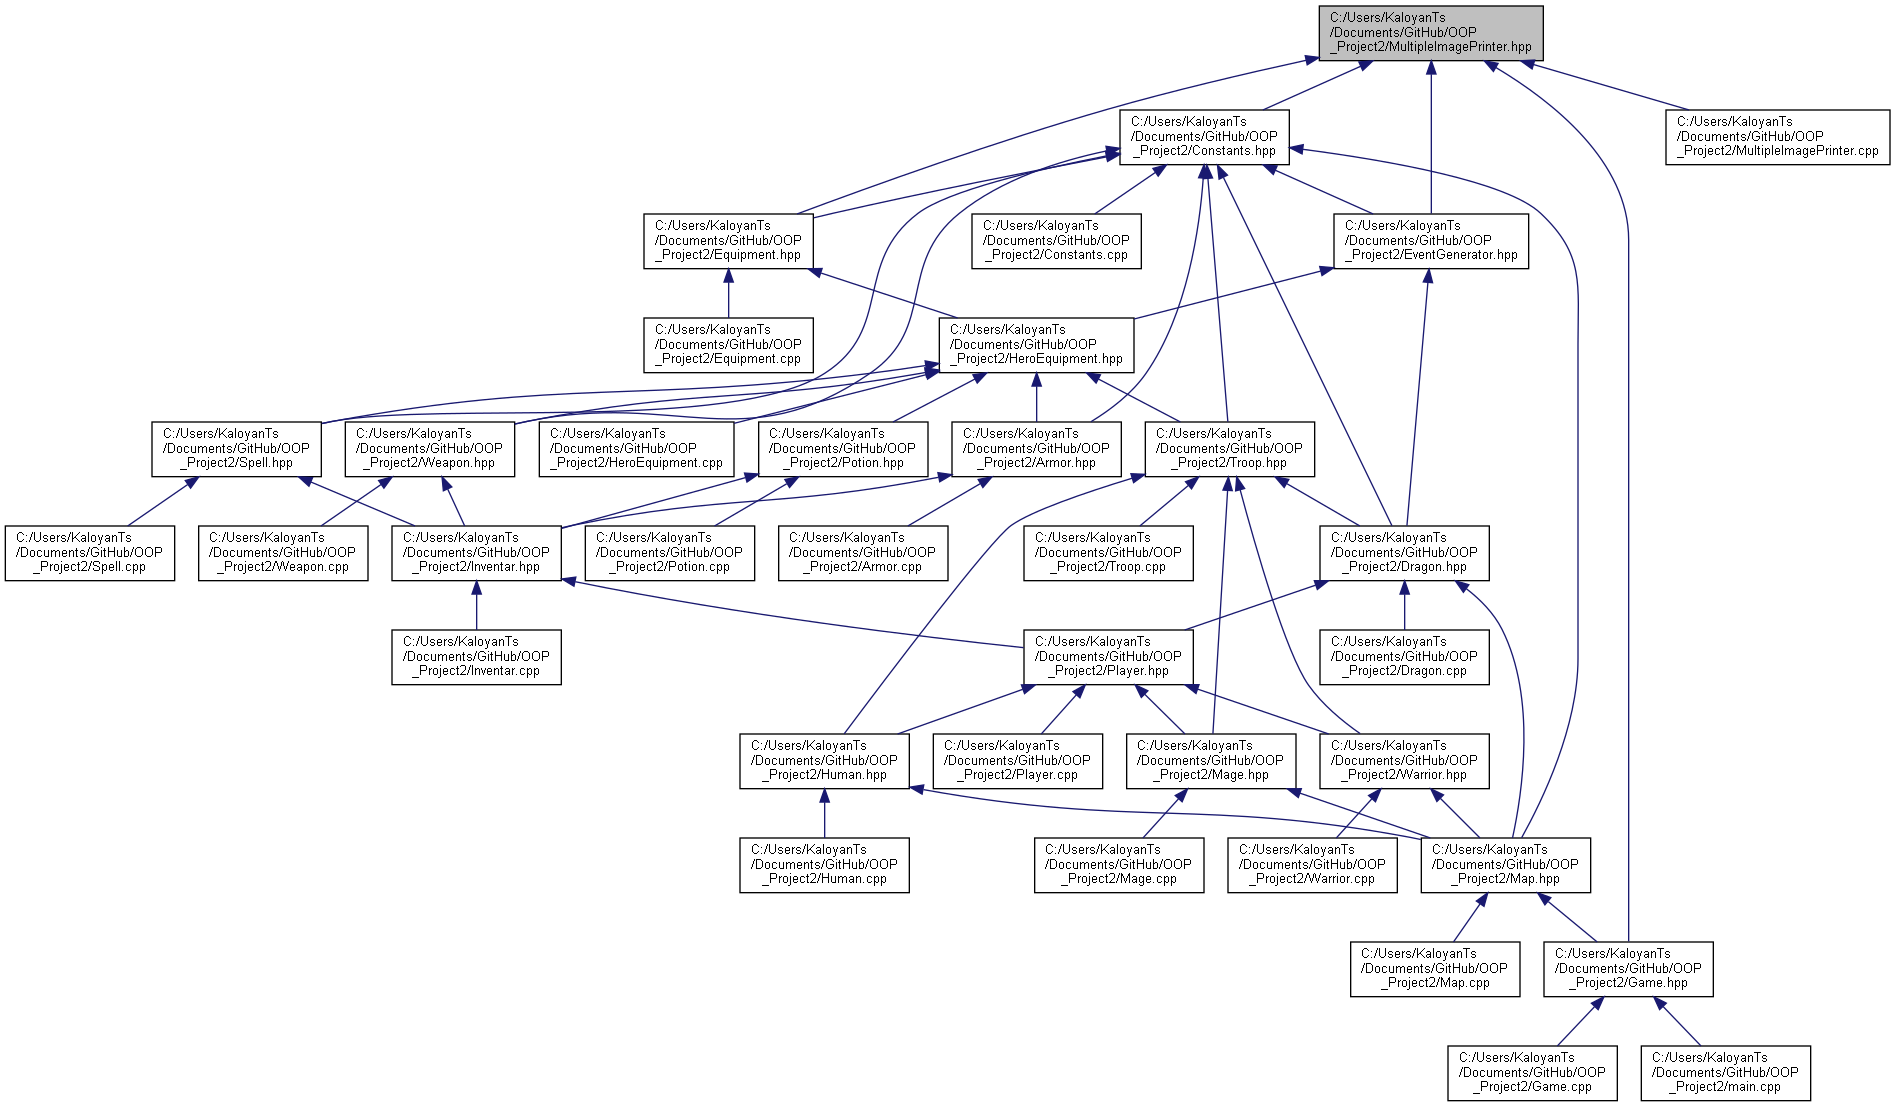 C:/Users/KaloyanTs
/Documents/GitHub/OOP
_Project2/MultipleImagePrinter.hpp
C:/Users/KaloyanTs
/Documents/GitHub/OOP
_Project2/Constants.hpp
C:/Users/KaloyanTs
/Documents/GitHub/OOP
_Project2/MultipleImagePrinter.cpp
C:/Users/KaloyanTs
/Documents/GitHub/OOP
_Project2/Equipment.hpp
C:/Users/KaloyanTs
/Documents/GitHub/OOP
_Project2/Constants.cpp
C:/Users/KaloyanTs
/Documents/GitHub/OOP
_Project2/EventGenerator.hpp
C:/Users/KaloyanTs
/Documents/GitHub/OOP
_Project2/Equipment.cpp
C:/Users/KaloyanTs
/Documents/GitHub/OOP
_Project2/HeroEquipment.hpp
C:/Users/KaloyanTs
/Documents/GitHub/OOP
_Project2/Spell.hpp
C:/Users/KaloyanTs
/Documents/GitHub/OOP
_Project2/Weapon.hpp
C:/Users/KaloyanTs
/Documents/GitHub/OOP
_Project2/HeroEquipment.cpp
C:/Users/KaloyanTs
/Documents/GitHub/OOP
_Project2/Potion.hpp
C:/Users/KaloyanTs
/Documents/GitHub/OOP
_Project2/Armor.hpp
C:/Users/KaloyanTs
/Documents/GitHub/OOP
_Project2/Troop.hpp
C:/Users/KaloyanTs
/Documents/GitHub/OOP
_Project2/Spell.cpp
C:/Users/KaloyanTs
/Documents/GitHub/OOP
_Project2/Weapon.cpp
C:/Users/KaloyanTs
/Documents/GitHub/OOP
_Project2/Inventar.hpp
C:/Users/KaloyanTs
/Documents/GitHub/OOP
_Project2/Potion.cpp
C:/Users/KaloyanTs
/Documents/GitHub/OOP
_Project2/Armor.cpp
C:/Users/KaloyanTs
/Documents/GitHub/OOP
_Project2/Troop.cpp
C:/Users/KaloyanTs
/Documents/GitHub/OOP
_Project2/Dragon.hpp
C:/Users/KaloyanTs
/Documents/GitHub/OOP
_Project2/Inventar.cpp
C:/Users/KaloyanTs
/Documents/GitHub/OOP
_Project2/Player.hpp
C:/Users/KaloyanTs
/Documents/GitHub/OOP
_Project2/Dragon.cpp
C:/Users/KaloyanTs
/Documents/GitHub/OOP
_Project2/Human.hpp
C:/Users/KaloyanTs
/Documents/GitHub/OOP
_Project2/Player.cpp
C:/Users/KaloyanTs
/Documents/GitHub/OOP
_Project2/Mage.hpp
C:/Users/KaloyanTs
/Documents/GitHub/OOP
_Project2/Warrior.hpp
C:/Users/KaloyanTs
/Documents/GitHub/OOP
_Project2/Human.cpp
C:/Users/KaloyanTs
/Documents/GitHub/OOP
_Project2/Mage.cpp
C:/Users/KaloyanTs
/Documents/GitHub/OOP
_Project2/Warrior.cpp
C:/Users/KaloyanTs
/Documents/GitHub/OOP
_Project2/Map.hpp
C:/Users/KaloyanTs
/Documents/GitHub/OOP
_Project2/Map.cpp
C:/Users/KaloyanTs
/Documents/GitHub/OOP
_Project2/Game.hpp
C:/Users/KaloyanTs
/Documents/GitHub/OOP
_Project2/Game.cpp
C:/Users/KaloyanTs
/Documents/GitHub/OOP
_Project2/main.cpp